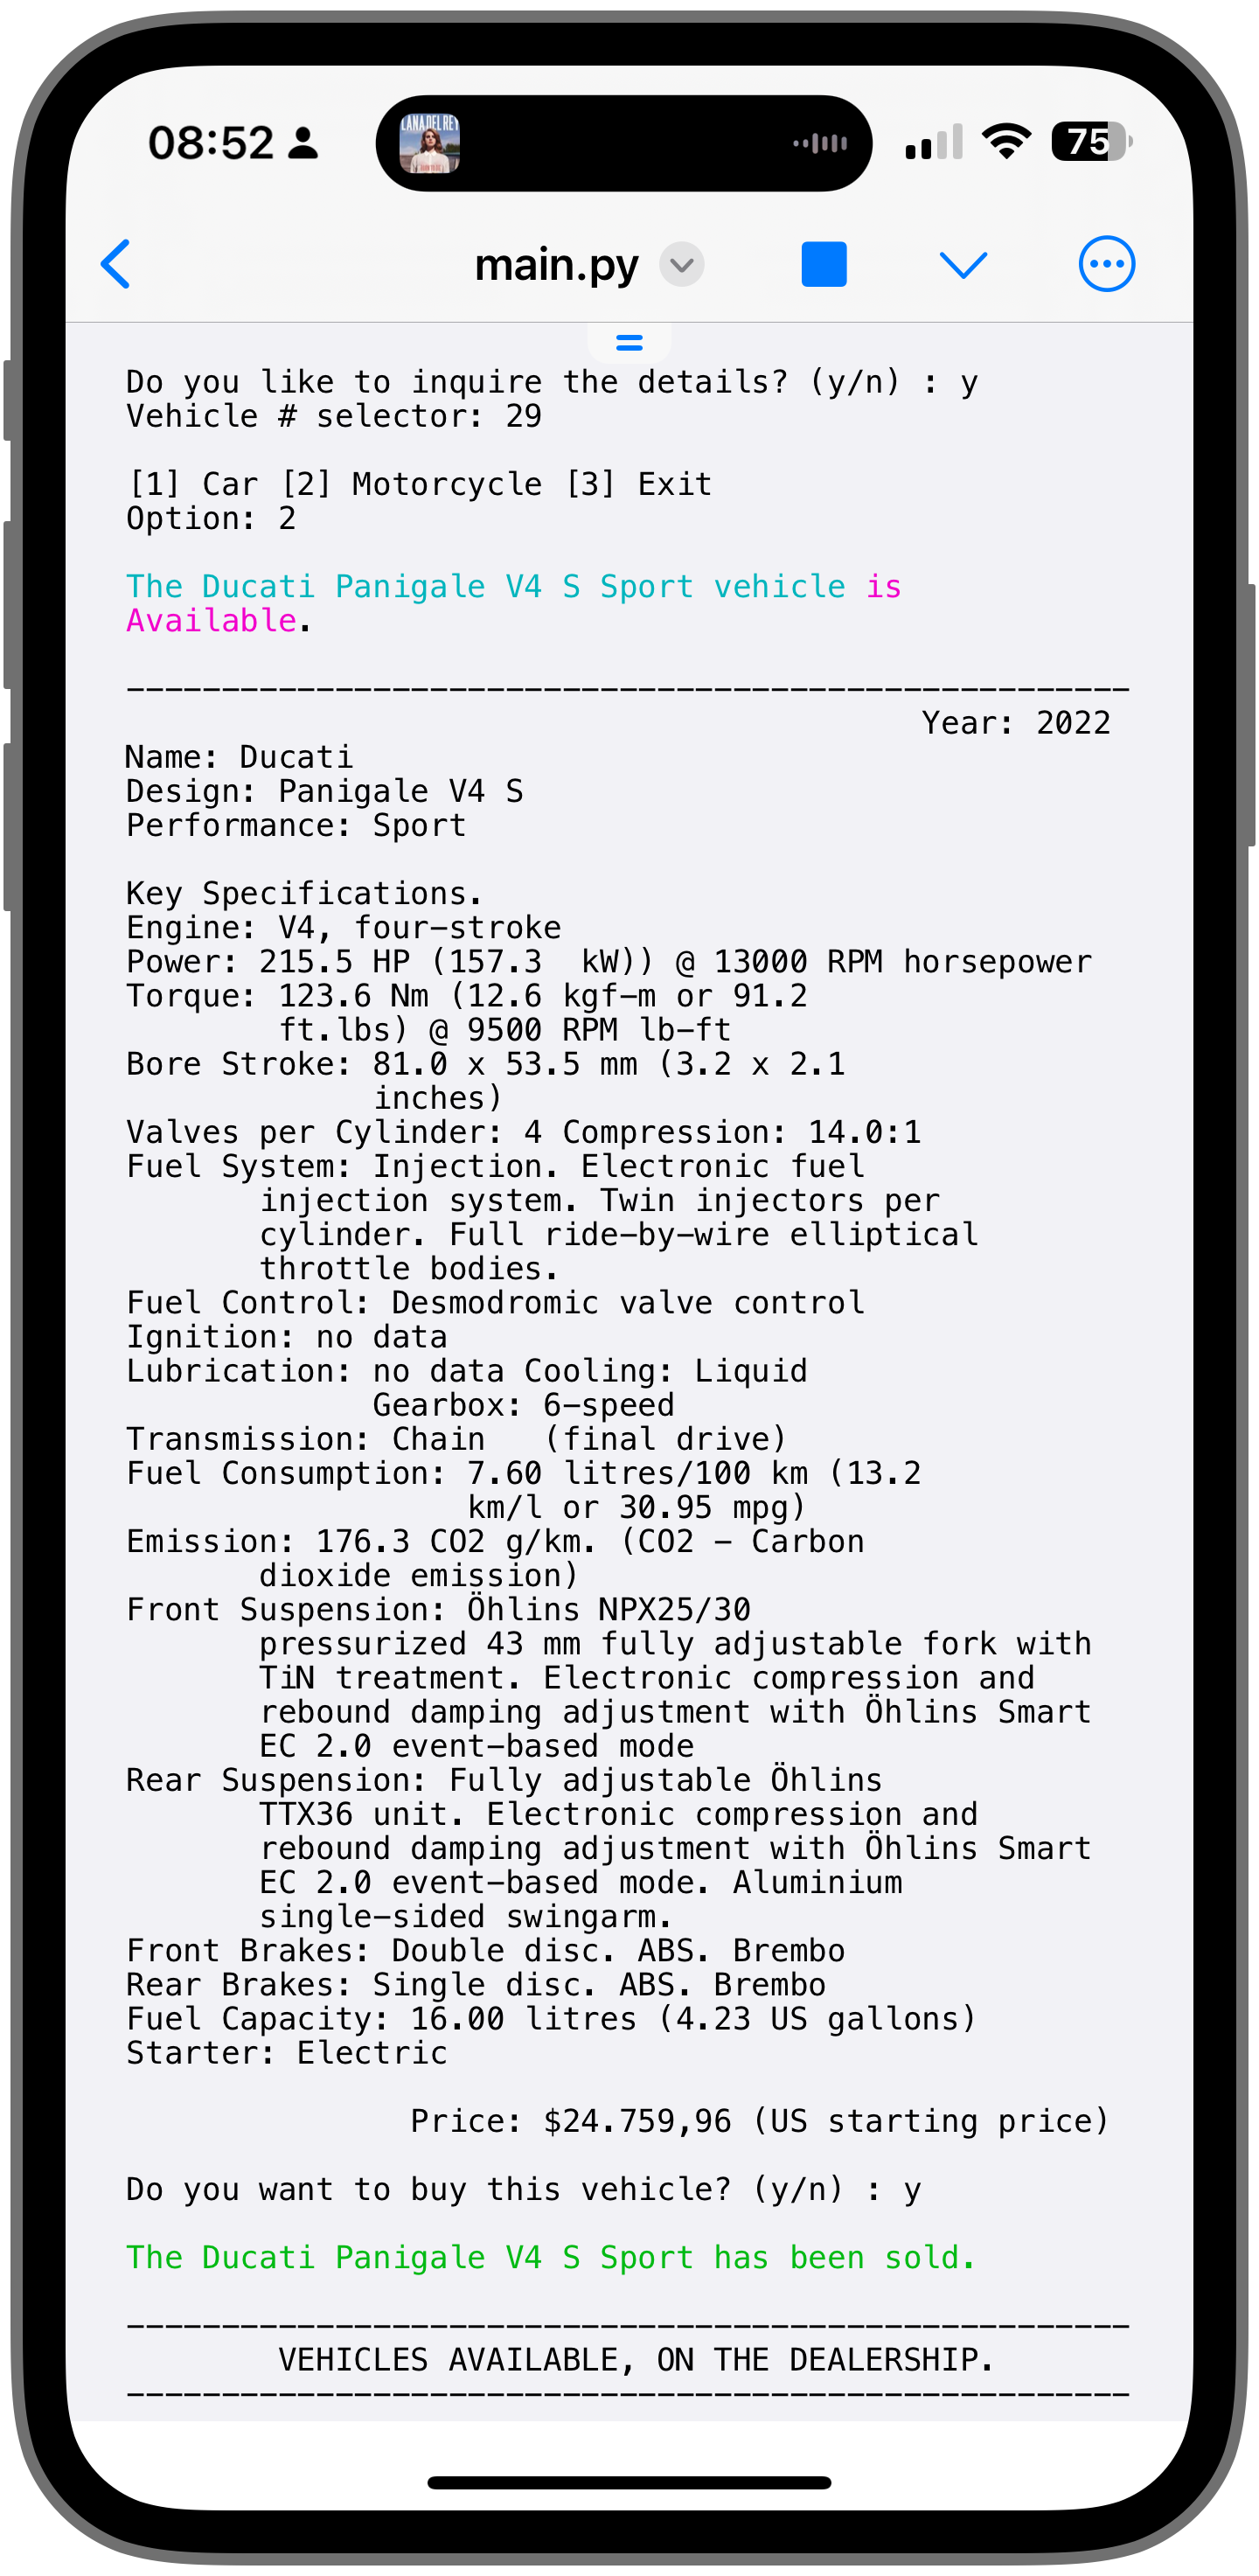 08:52
LANA DEL REY
75
main.py
Do you like to inquire the details? (y/n) : y
Vehicle # selector: 29
[1] Car [2] Motorcycle [3] Exit
Option: 2
The Ducati Panigale V4 S Sport vehicle is
Available.
-----------------------------------------------------
Year: 2022
Name: Ducati
Design: Panigale V4 S
Performance: Sport
Key Specifications.
Engine: V4, four-stroke
Power: 215.5 HP (157.3  kW)) @ 13000 RPM horsepower
Torque: 123.6 Nm (12.6 kgf-m or 91.2
ft.lbs) @ 9500 RPM lb-ft
Bore Stroke: 81.0 x 53.5 mm (3.2 x 2.1
inches)
Valves per Cylinder: 4 Compression: 14.0:1
Fuel System: Injection. Electronic fuel
injection system. Twin injectors per
cylinder. Full ride-by-wire elliptical
throttle bodies.
Fuel Control: Desmodromic valve control
Ignition: no data
Lubrication: no data Cooling: Liquid
Gearbox: 6-speed
Transmission: Chain   (final drive)
Fuel Consumption: 7.60 litres/100 km (13.2
km/l or 30.95 mpg)
Emission: 176.3 CO2 g/km. (CO2 - Carbon
dioxide emission)
Front Suspension: Öhlins NPX25/30
pressurized 43 mm fully adjustable fork with
TiN treatment. Electronic compression and
rebound damping adjustment with Öhlins Smart
EC 2.0 event-based mode
Rear Suspension: Fully adjustable Öhlins
TTX36 unit. Electronic compression and
rebound damping adjustment with Öhlins Smart
EC 2.0 event-based mode. Aluminium
single-sided swingarm.
Front Brakes: Double disc. ABS. Brembo
Rear Brakes: Single disc. ABS. Brembo
Fuel Capacity: 16.00 litres (4.23 US gallons)
Starter: Electric
Price: $24.759,96 (US starting price)
Do you want to buy this vehicle? (y/n) : y
The Ducati Panigale V4 S Sport has been sold.
-----------------------------------------------------
VEHICLES AVAILABLE, ON THE DEALERSHIP.
-----------------------------------------------------